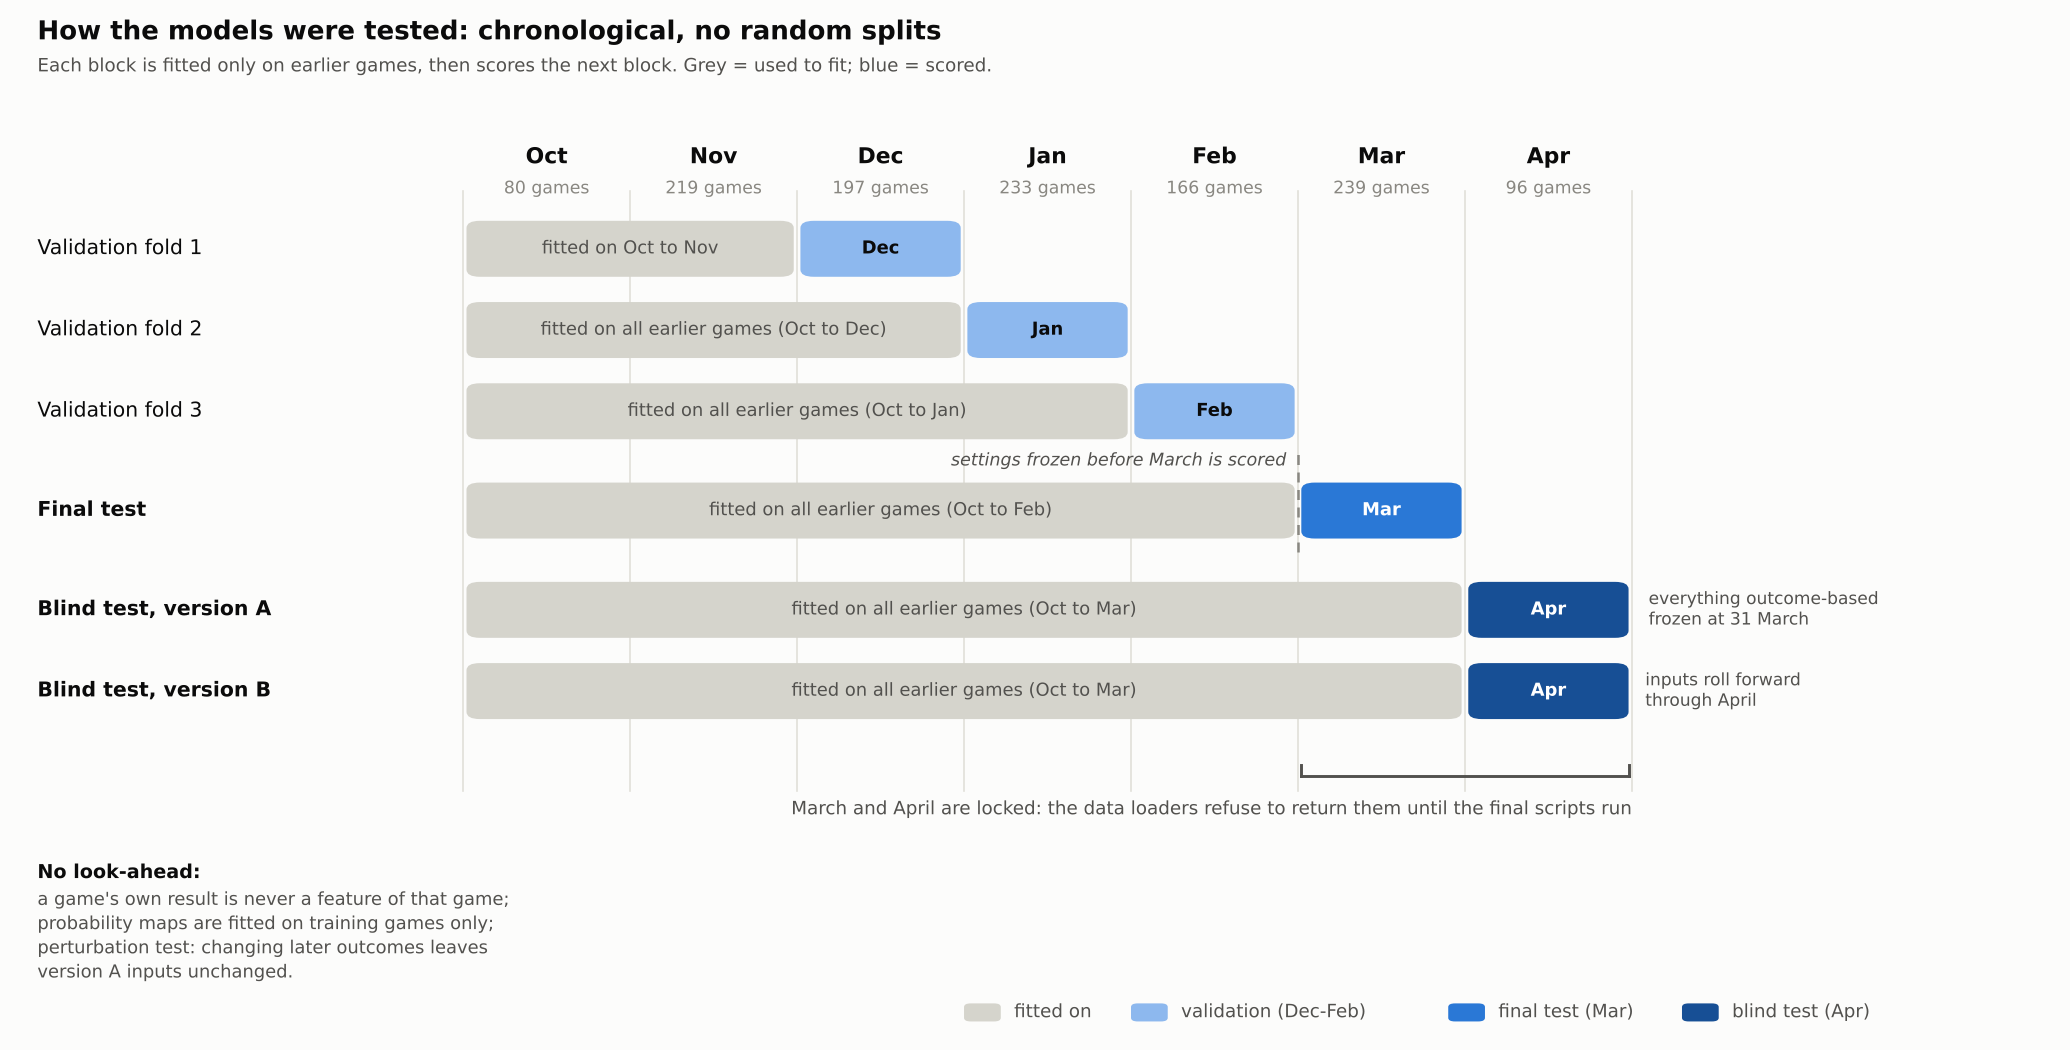 How the models were tested: chronological, no random splits
Each block is fitted only on earlier games, then scores the next block. Grey = used to fit; blue = scored.
Oct Nov Dec Jan Feb Mar Apr
80 games 219 games 197 games 233 games 166 games 239 games 96 games
Validation fold 1 fitted on Oct to Nov Dec
Validation fold 2 fitted on all earlier games (Oct to Dec) Jan
Validation fold 3 fitted on all earlier games (Oct to Jan) Feb
settings frozen before March is scored
Final test fitted on all earlier games (Oct to Feb) Mar
Blind test, version A fitted on all earlier games (Oct to Mar) Apr
everything outcome-based
frozen at 31 March
Blind test, version B fitted on all earlier games (Oct to Mar) Apr
inputs roll forward
through April
March and April are locked: the data loaders refuse to return them until the final scripts run
No look-ahead:
a game's own result is never a feature of that game;
probability maps are fitted on training games only;
perturbation test: changing later outcomes leaves
version A inputs unchanged.
fitted on validation (Dec-Feb) final test (Mar) blind test (Apr)